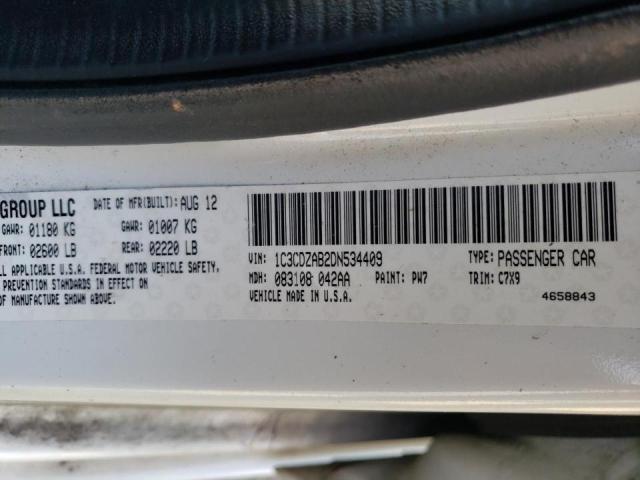 GROUP LLC DATE OF MFR(BUILT): AUG 12
GAWR: 01180 KG GAWR: 01007 KG
FRONT: 02600 LB REAR: 02220 LB
ALL APPLICABLE U.S.A. FEDERAL MOTOR VEHICLE SAFETY,
PREVENTION STANDARDS IN EFFECT ON
OF MANUFACTURE SHOWN ABOVE.
VIN: 1C3CDZAB2DN534409 TYPE: PASSENGER CAR
MDH: 083108 042AA PAINT: PW7 TRIM: C7X9
VEHICLE MADE IN U.S.A. 4658843